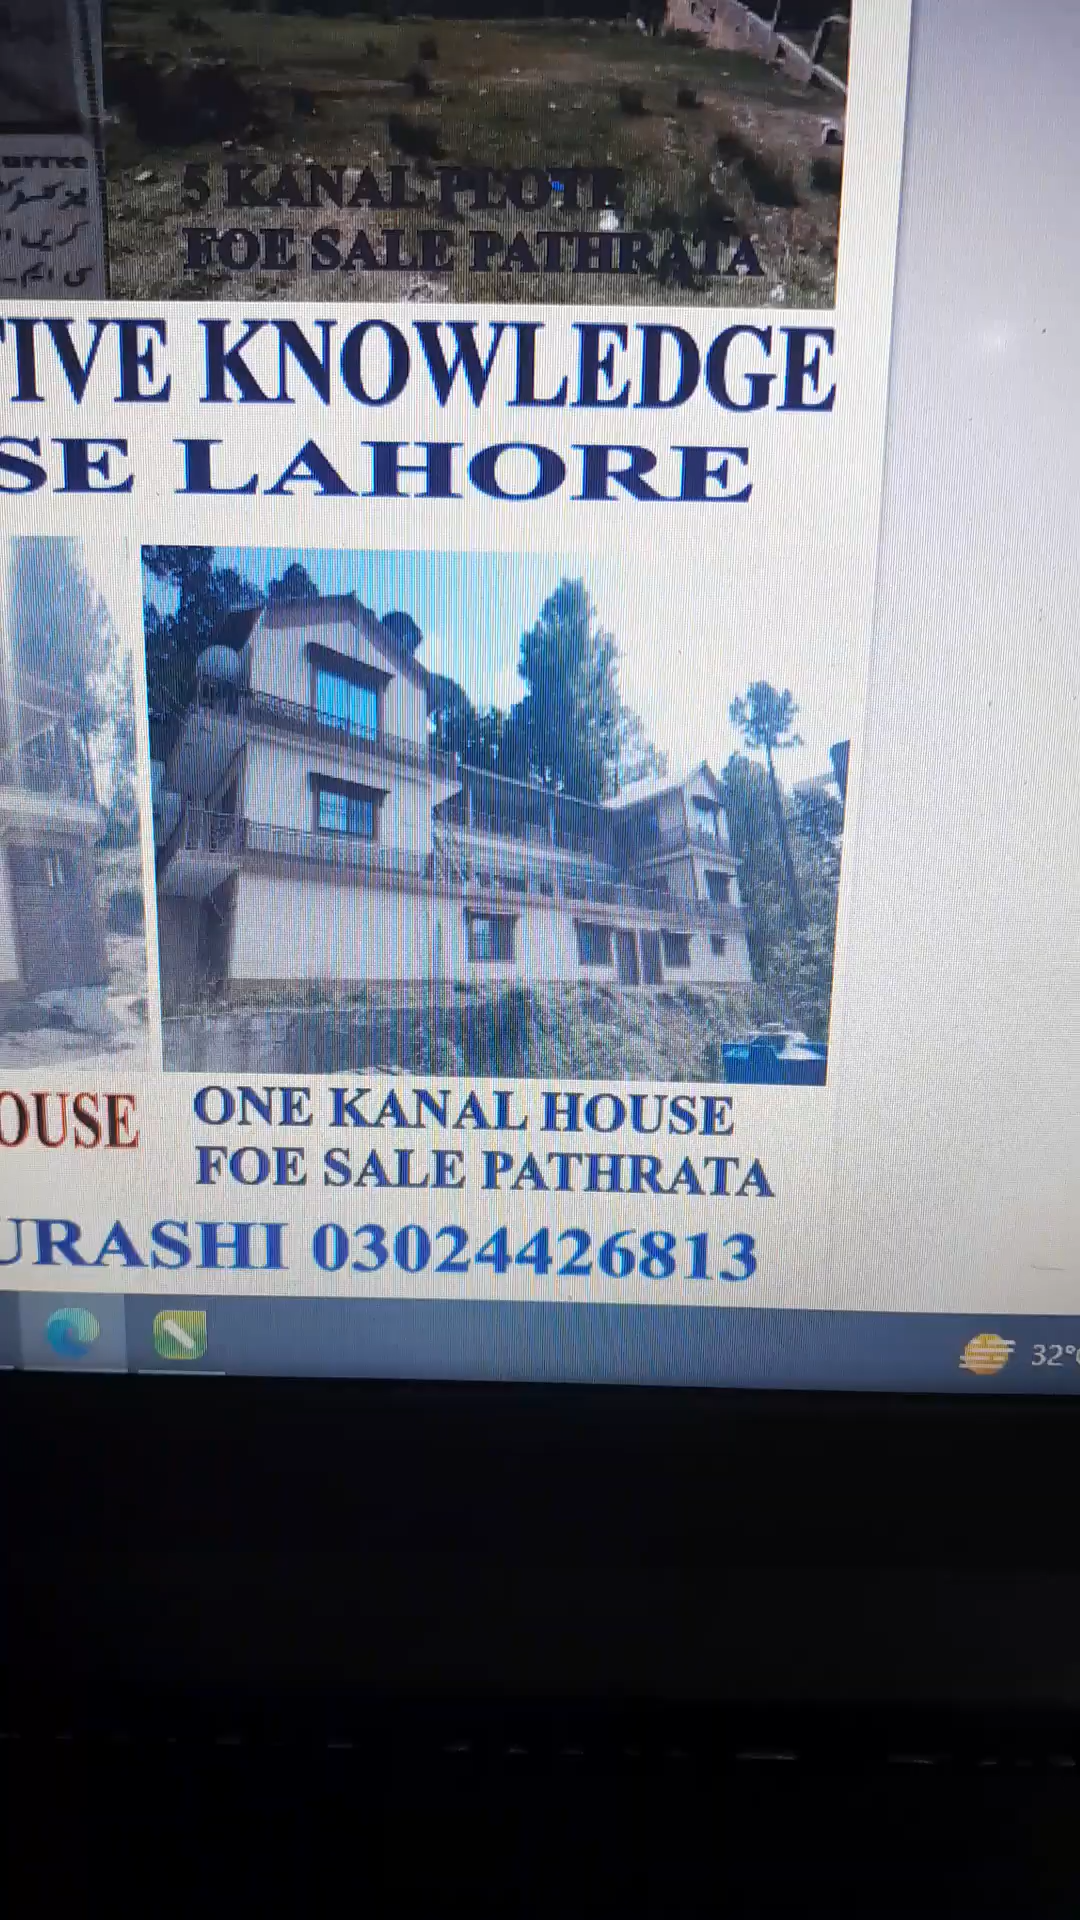 urree
5 KANAL PLOTE
FOE SALE PATHRATA
TIVE KNOWLEDGE
SE LAHORE
OUSE
ONE KANAL HOUSE
FOE SALE PATHRATA
URASHI 03024426813
32°